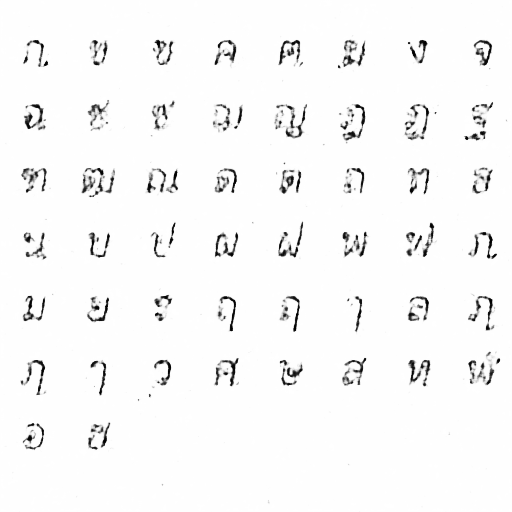 ก ข ฃ ค ฅ ฆ ง จ
ฉ ช ซ ฌ ญ ฎ ฏ ฐ
ฑ ฒ ณ ด ต ถ ท ธ
น บ ป ผ ฝ พ ฟ ภ
ม ย ร ฤ ฤ ๅ ล ฦ
ฦ ๅ ว ศ ษ ส ห ฬ
อ ฮ